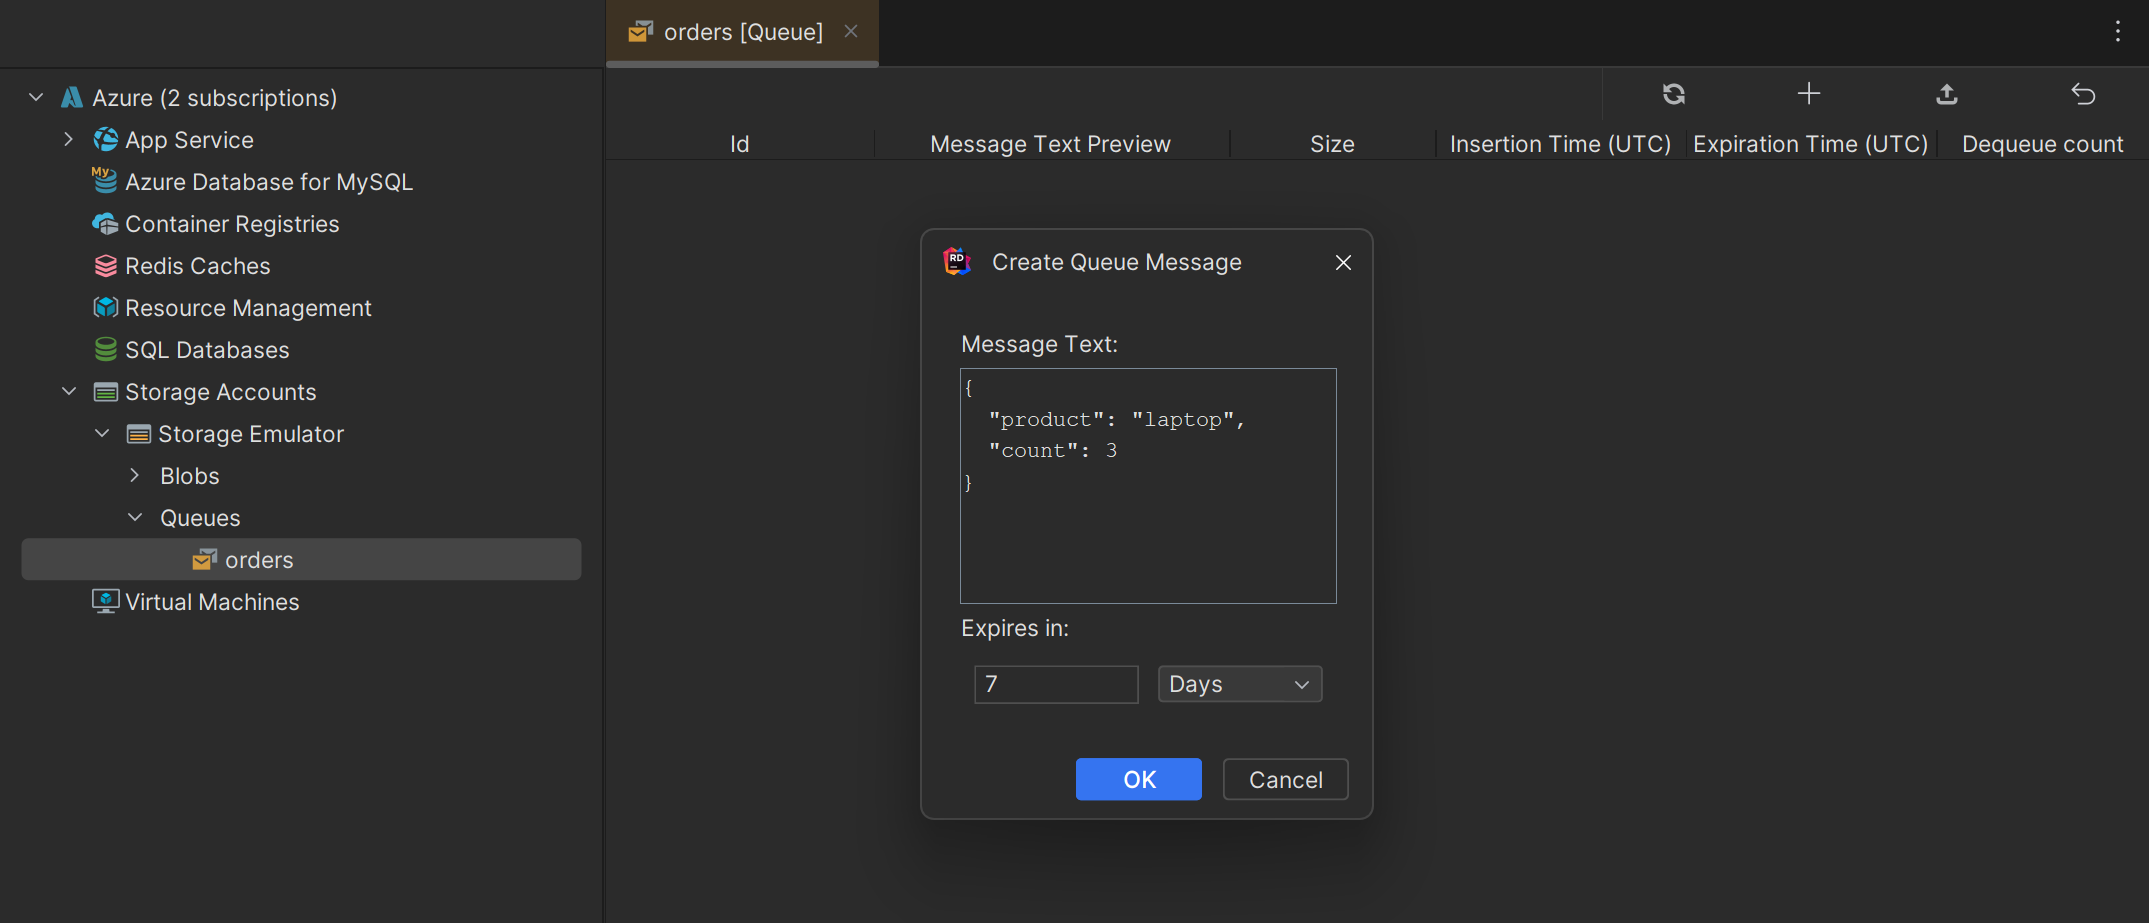 orders [Queue]
Azure (2 subscriptions)
App Service
My
Azure Database for MySQL
Container Registries
Redis Caches
Resource Management
SQL Databases
Storage Accounts
Storage Emulator
Blobs
Queues
orders
Virtual Machines
Id Message Text Preview Size Insertion Time (UTC) Expiration Time (UTC) Dequeue count
RD
Create Queue Message
Message Text:
{
"product": "laptop",
"count": 3
}
Expires in:
7 Days
OK Cancel